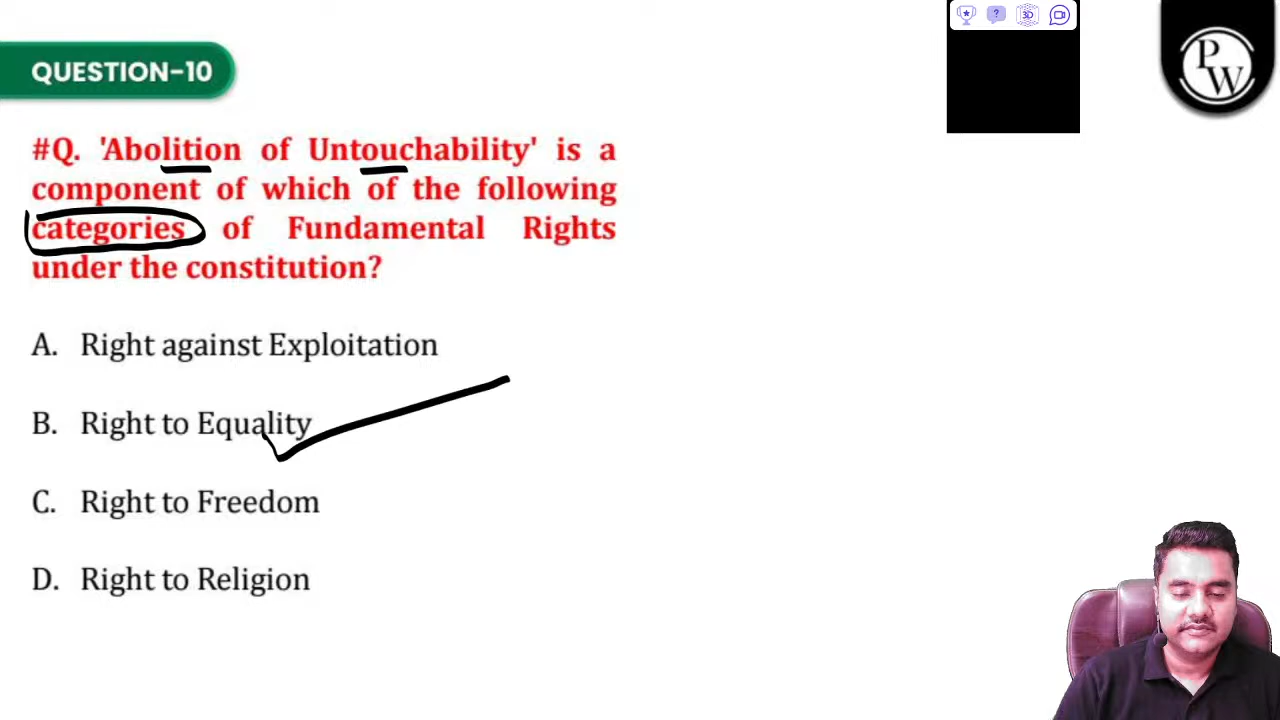 QUESTION-10
PW
#Q. 'Abolition of Untouchability' is a
component of which of the following
categories of Fundamental Rights
under the constitution?
A. Right against Exploitation
B. Right to Equality
C. Right to Freedom
D. Right to Religion
? 3D